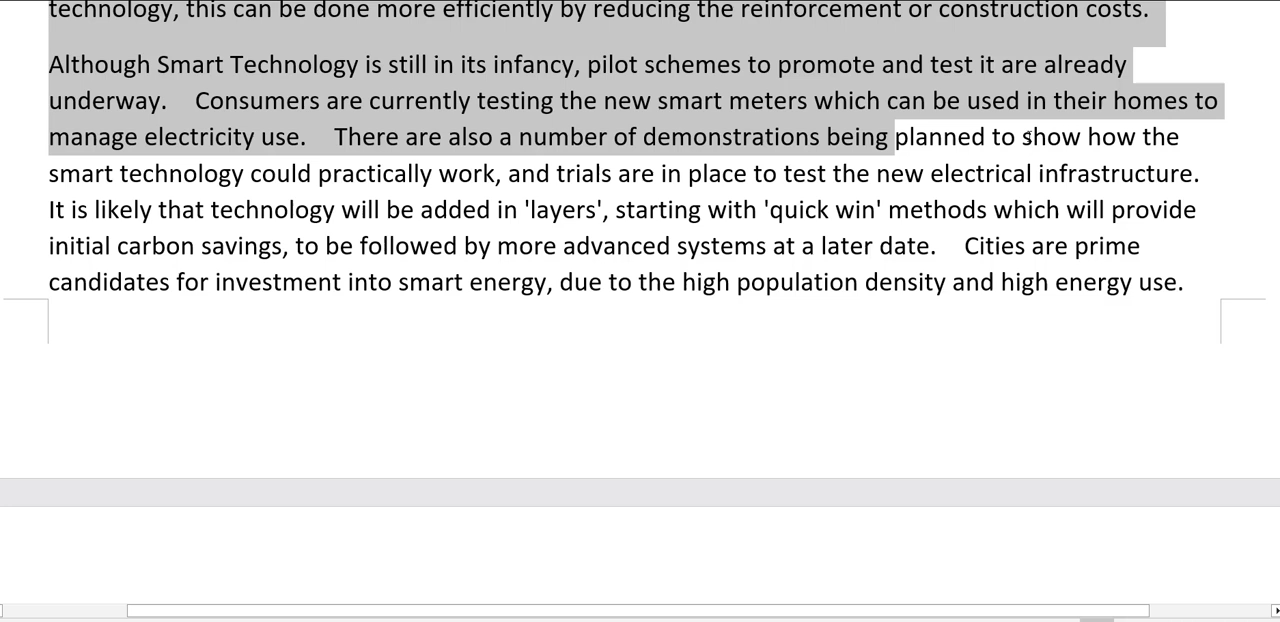 technology, this can be done more efficiently by reducing the reinforcement or construction costs.
Although Smart Technology is still in its infancy, pilot schemes to promote and test it are already
underway.    Consumers are currently testing the new smart meters which can be used in their homes to
manage electricity use.    There are also a number of demonstrations being planned to show how the
smart technology could practically work, and trials are in place to test the new electrical infrastructure.
It is likely that technology will be added in 'layers', starting with 'quick win' methods which will provide
initial carbon savings, to be followed by more advanced systems at a later date.    Cities are prime
candidates for investment into smart energy, due to the high population density and high energy use.